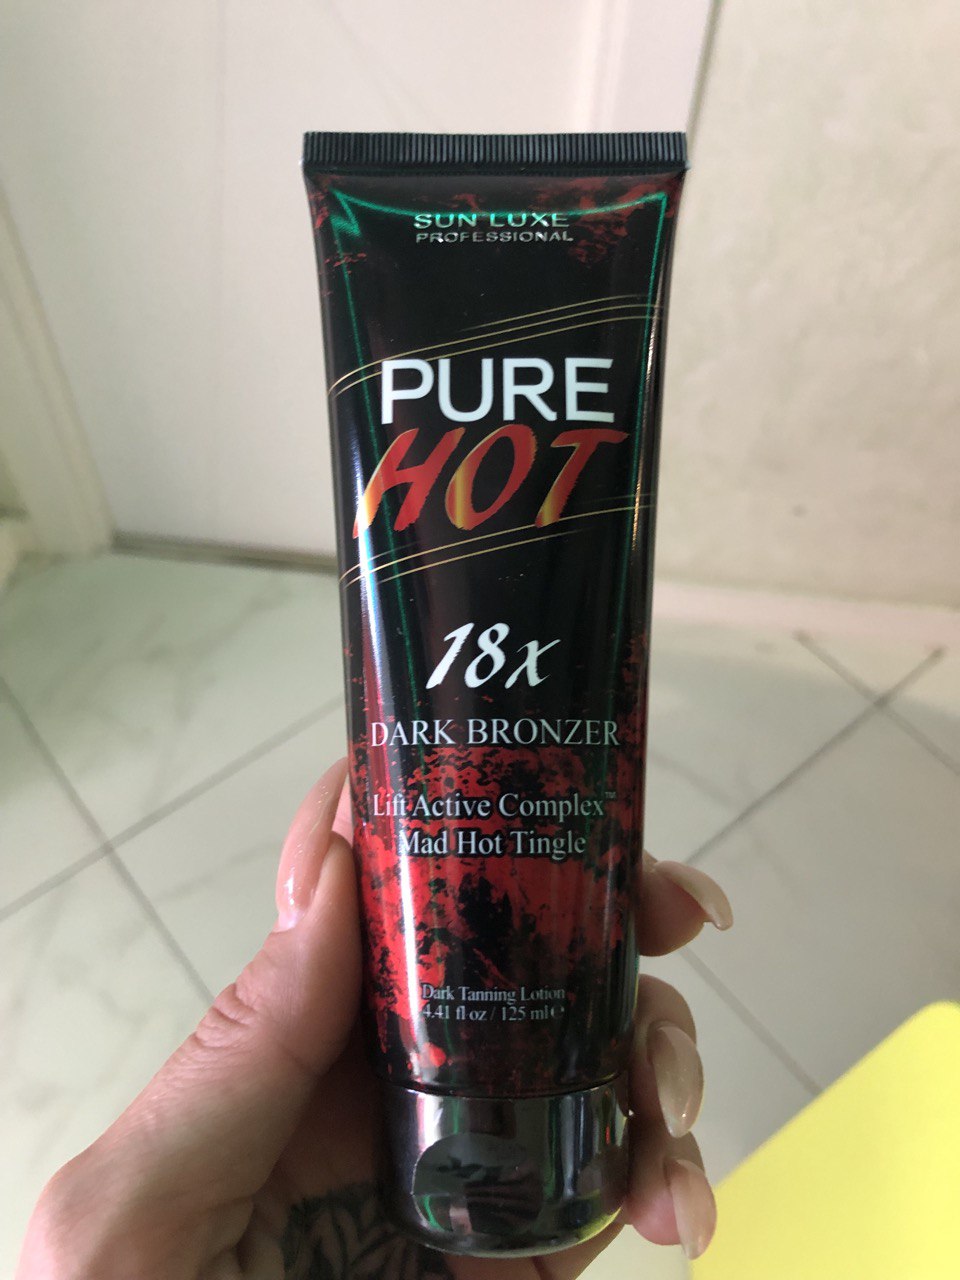 SUN LUXE
PROFESSIONAL
PURE
HOT
18x
DARK BRONZER
Lift Active Complex™
Mad Hot Tingle
Dark Tanning Lotion
4.41 fl oz / 125 ml ℮